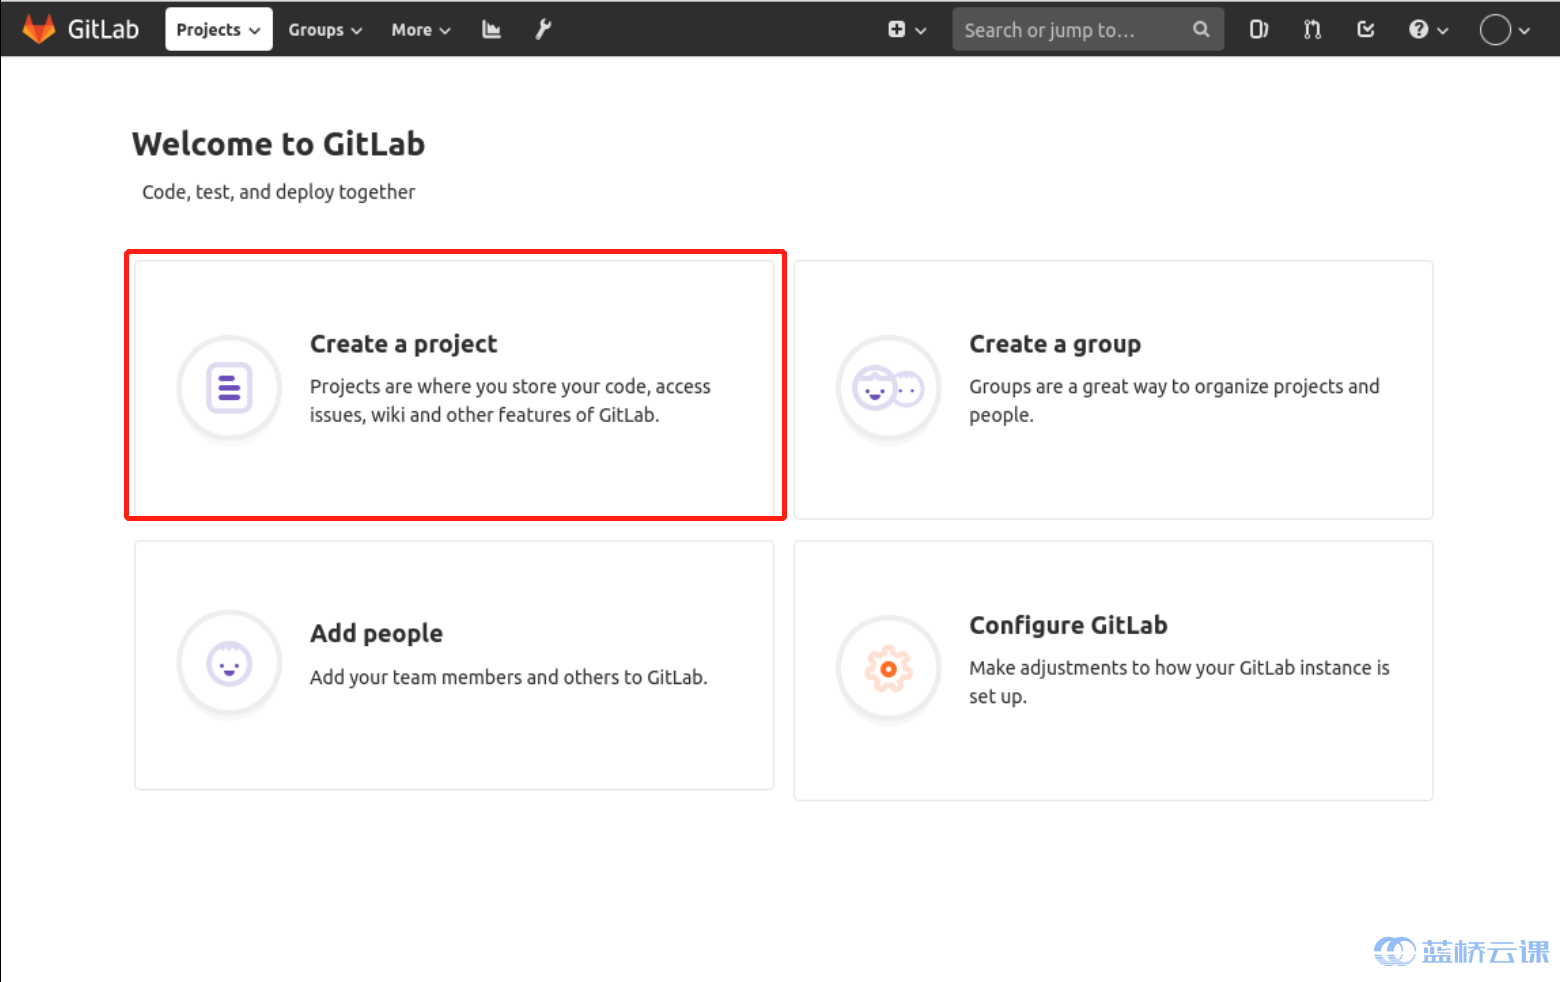 GitLab
Projects
Groups
More
Search or jump to...
Welcome to GitLab
Code, test, and deploy together
Create a project
Projects are where you store your code, access
issues, wiki and other features of GitLab.
Create a group
Groups are a great way to organize projects and
people.
Add people
Add your team members and others to GitLab.
Configure GitLab
Make adjustments to how your GitLab instance is
set up.
蓝桥云课